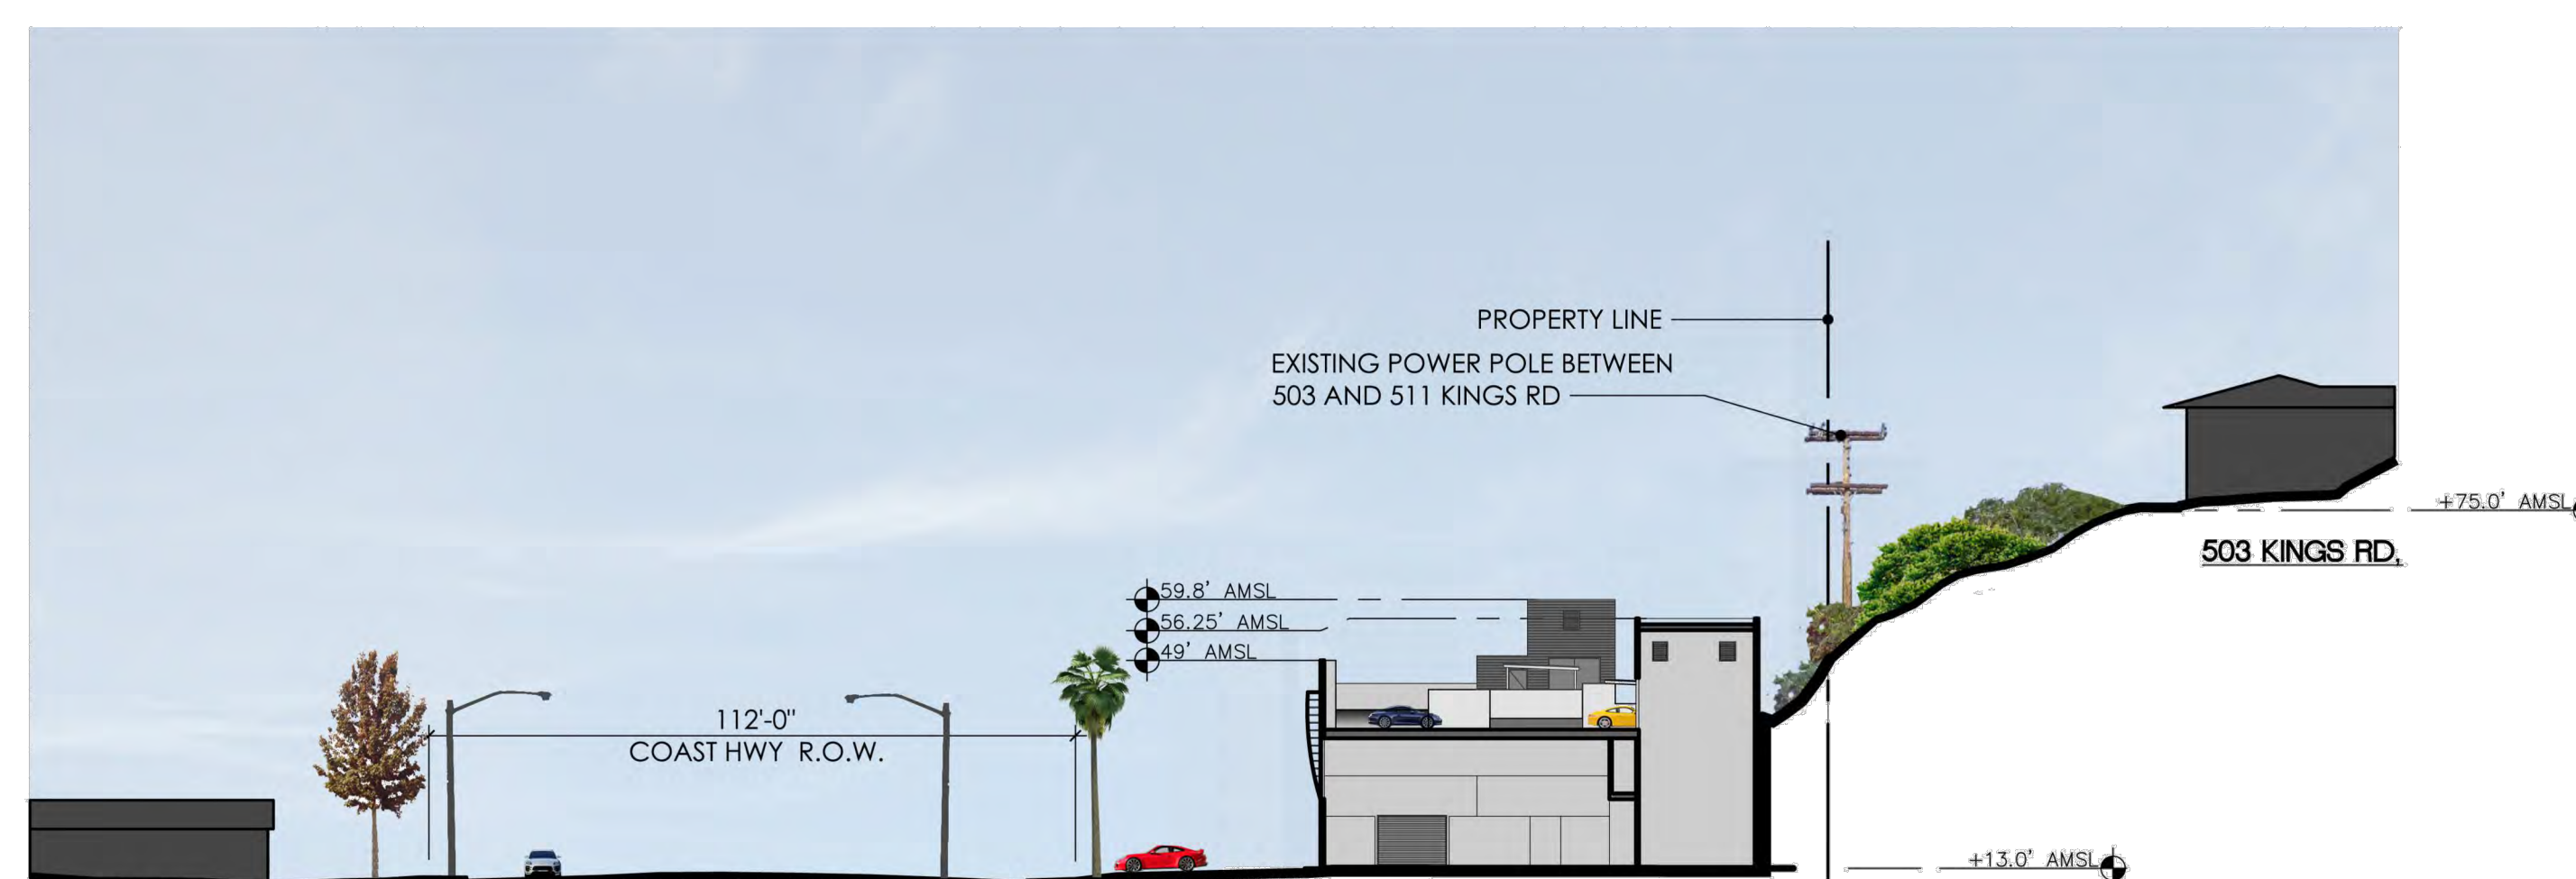 PROPERTY LINE
EXISTING POWER POLE BETWEEN
503 AND 511 KINGS RD
+75.0' AMSL
503 KINGS RD,
59.8' AMSL
56.25' AMSL
49' AMSL
112'-0"
COAST HWY R.O.W.
+13.0' AMSL